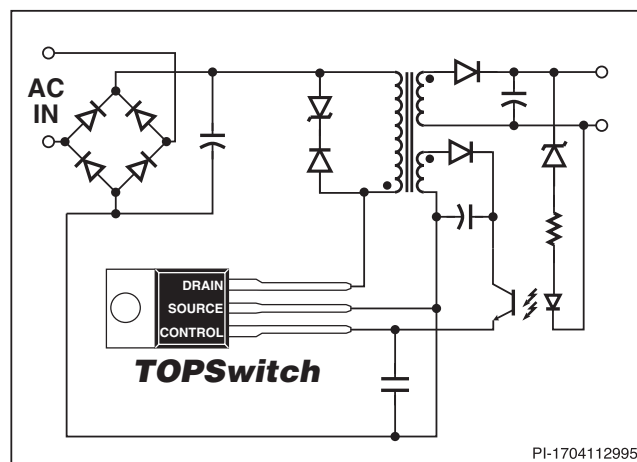 AC
IN
DRAIN
SOURCE
CONTROL
TOPSwitch
PI-1704112995